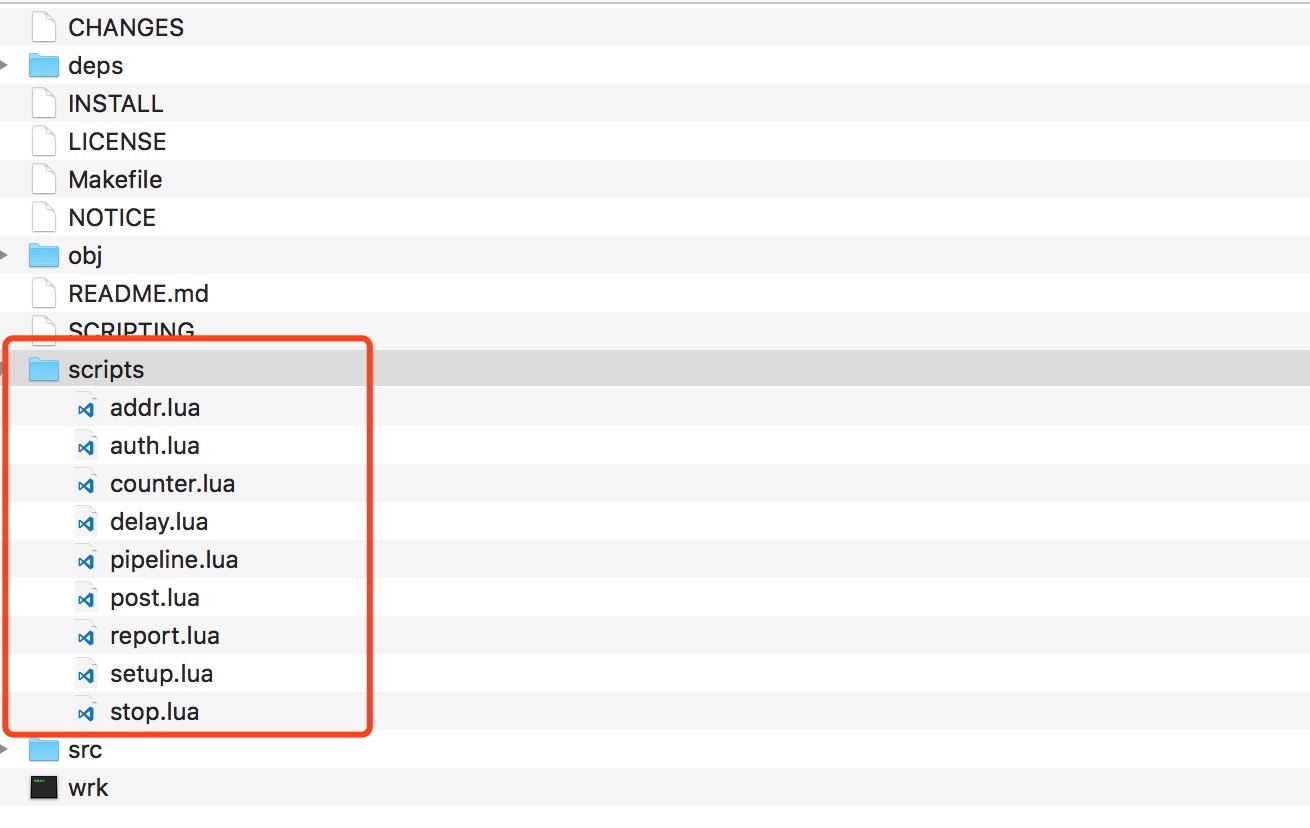 CHANGES
deps
INSTALL
LICENSE
Makefile
NOTICE
obj
README.md
SCRIPTING
scripts
addr.lua
auth.lua
counter.lua
delay.lua
pipeline.lua
post.lua
report.lua
setup.lua
stop.lua
src
wrk